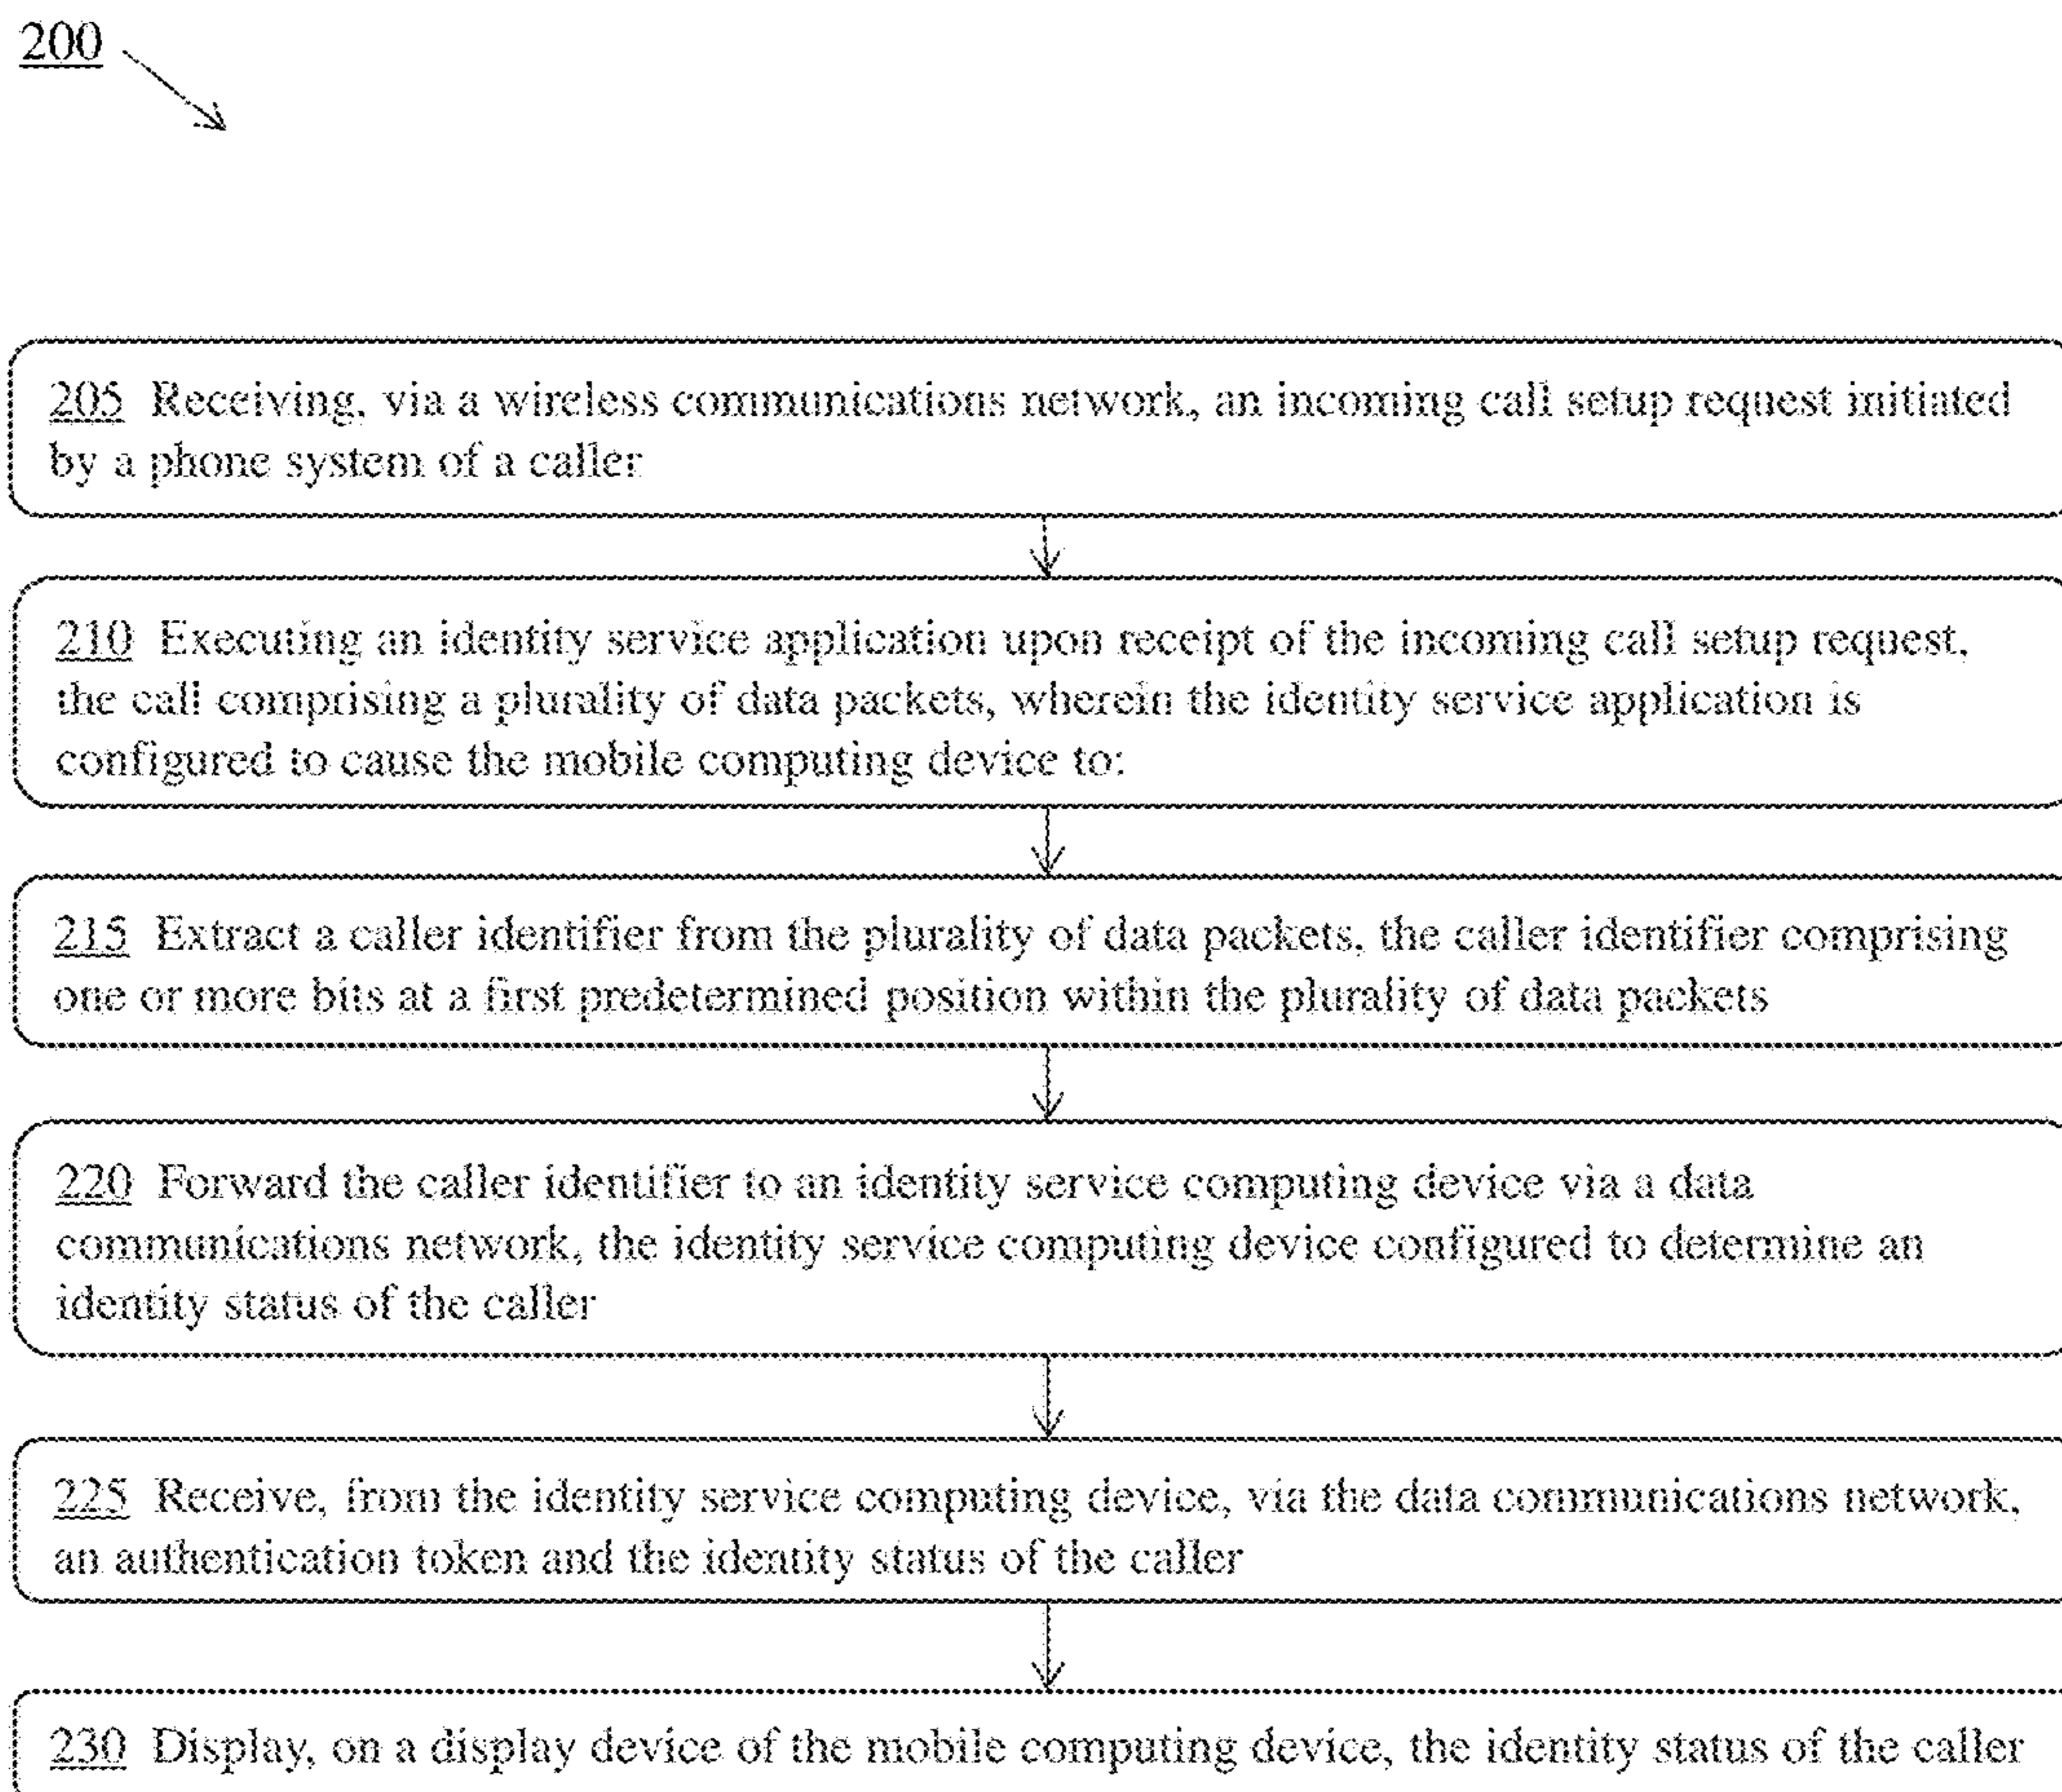 200
205 Receiving, via a wireless communications network, an incoming call setup request initiated
by a phone system of a caller
210 Executing an identity service application upon receipt of the incoming call setup request,
the call comprising a plurality of data packets, wherein the identity service application is
configured to cause the mobile computing device to:
215 Extract a caller identifier from the plurality of data packets, the caller identifier comprising
one or more bits at a first predetermined position within the plurality of data packets
220 Forward the caller identifier to an identity service computing device via a data
communications network, the identity service computing device configured to determine an
identity status of the caller
225 Receive, from the identity service computing device, via the data communications network,
an authentication token and the identity status of the caller
230 Display, on a display device of the mobile computing device, the identity status of the caller